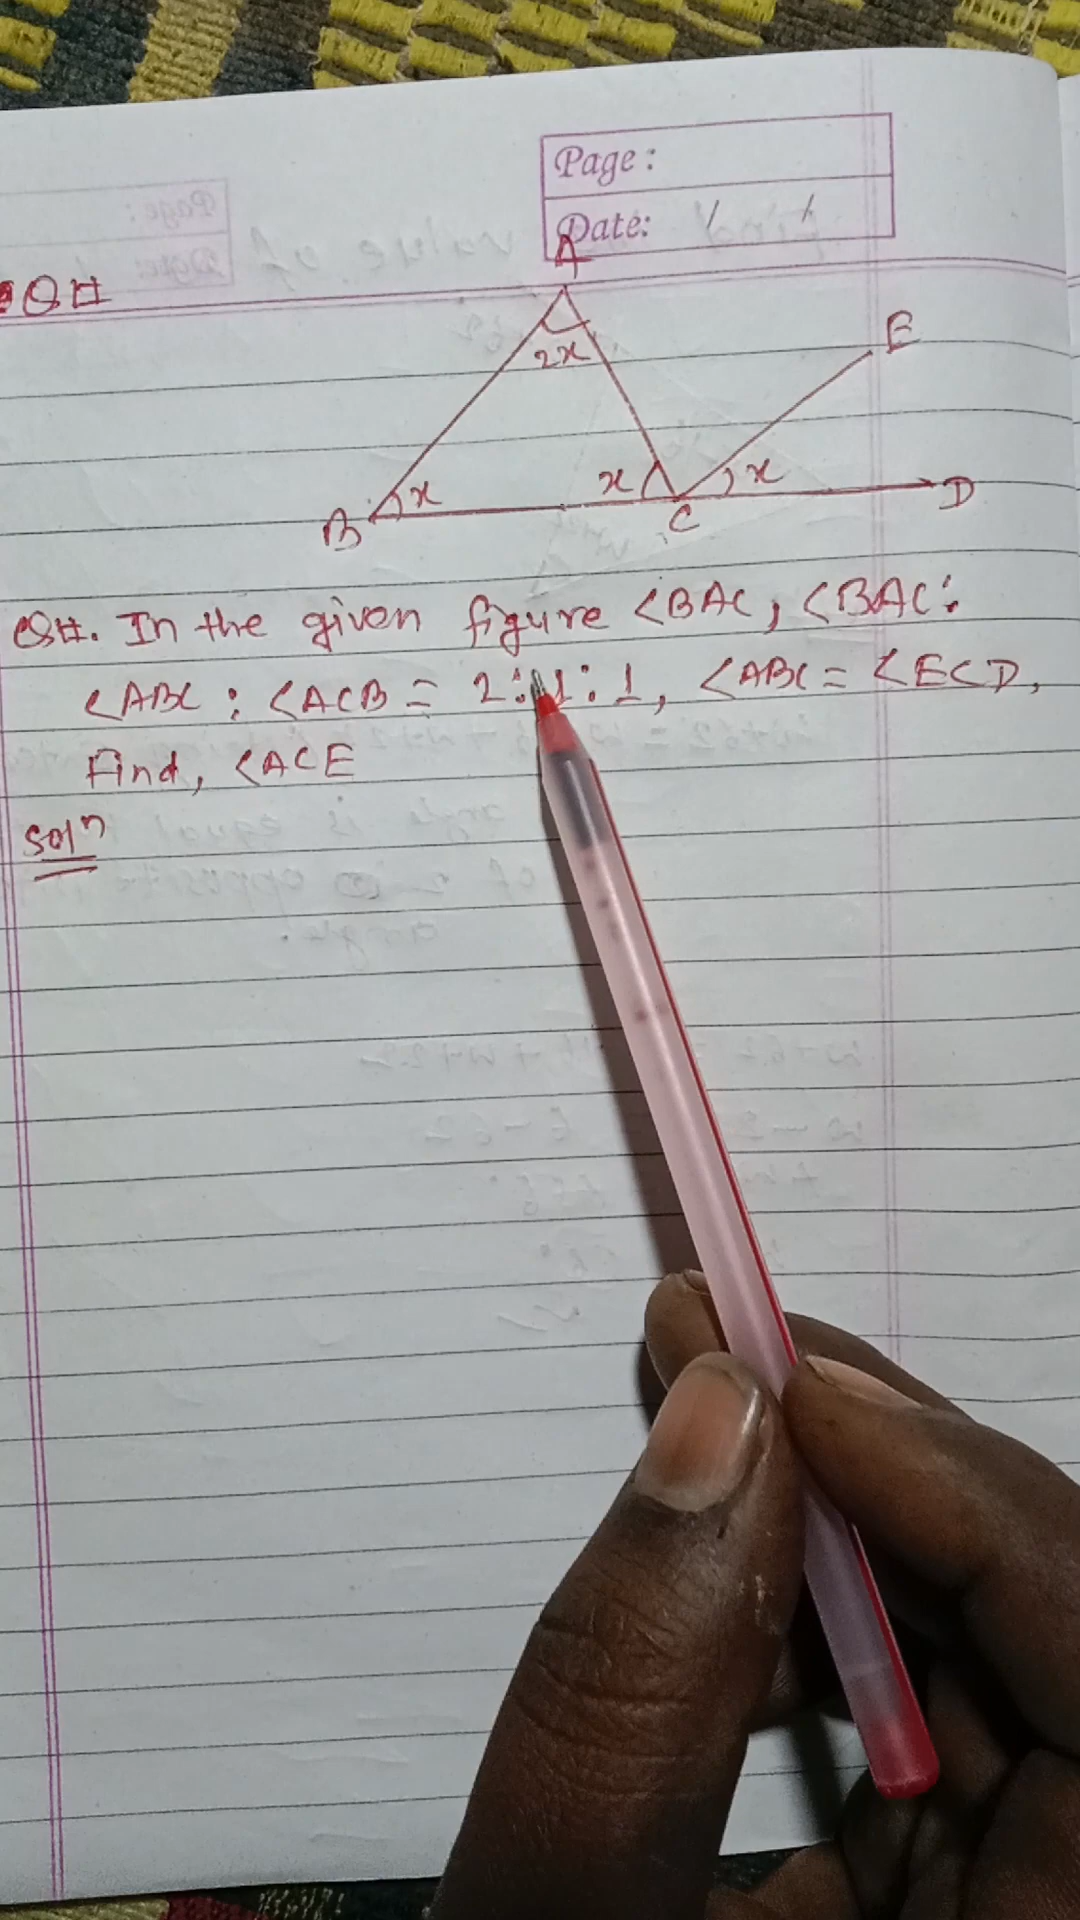 Page :
Date: / /
Q#
A
2x
E
B
x
x
C
x
D
Q#. In the given figure <BAC, <BAC:
<ABC : <ACB = 2:1:1, <ABC = <ECD,
Find, <ACE
Solⁿ